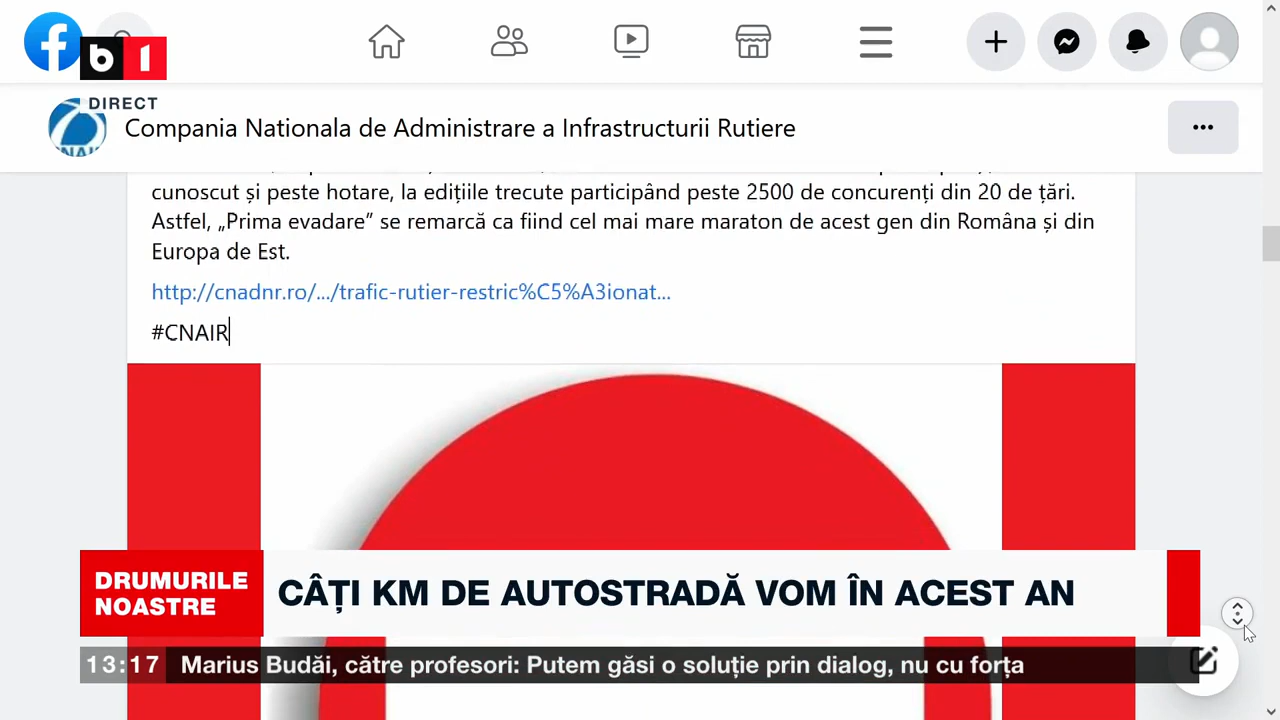 b1
DIRECT
Compania Nationala de Administrare a Infrastructurii Rutiere
cunoscut și peste hotare, la edițiile trecute participând peste 2500 de concurenți din 20 de țări.
Astfel, „Prima evadare” se remarcă ca fiind cel mai mare maraton de acest gen din Româna și din
Europa de Est.
http://cnadnr.ro/.../trafic-rutier-restric%C5%A3ionat...
#CNAIR
DRUMURILE
NOASTRE
CÂȚI KM DE AUTOSTRADĂ VOM ÎN ACEST AN
13:17 Marius Budăi, către profesori: Putem găsi o soluție prin dialog, nu cu forța